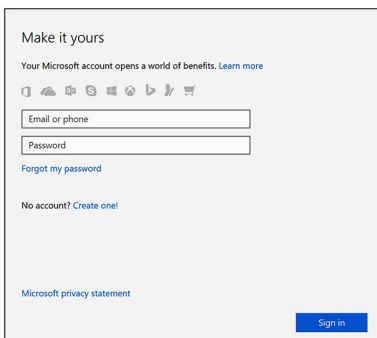 Make it yours
Your Microsoft account opens a world of benefits. Learn more
Email or phone
Password
Forgot my password
No account? Create one!
Microsoft privacy statement
Sign in